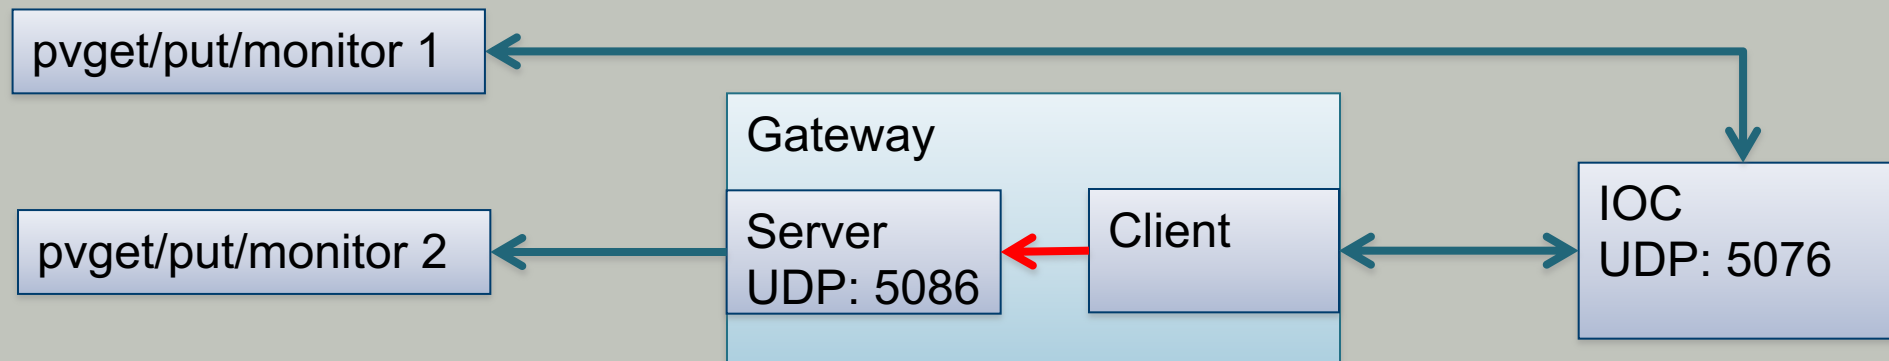 pvget/put/monitor 1
Gateway
pvget/put/monitor 2
Server
UDP: 5086
Client
IOC
UDP: 5076